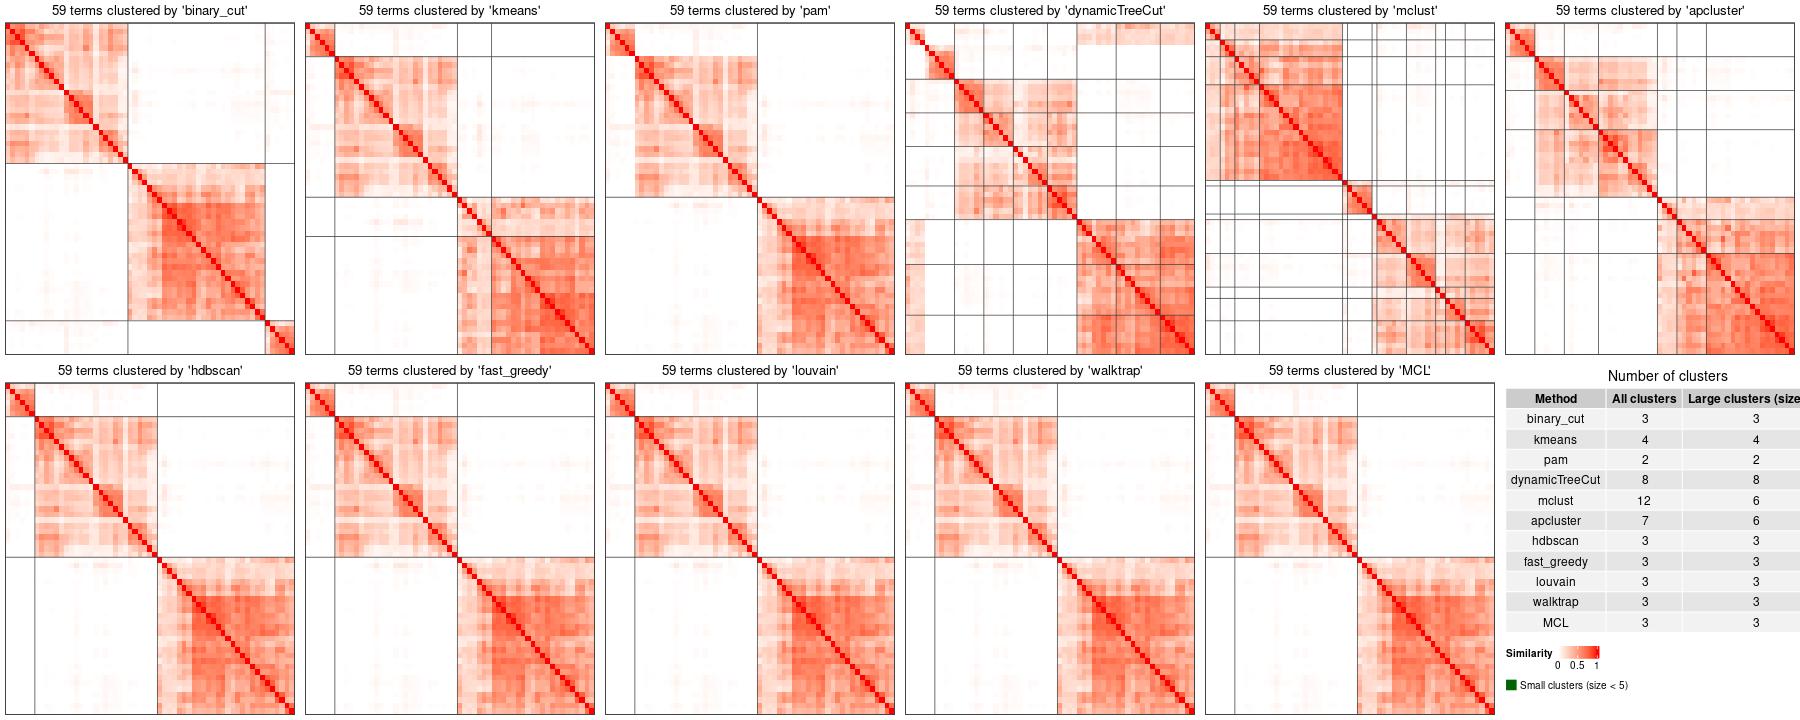 59 terms clustered by 'binary_cut'
59 terms clustered by 'kmeans'
59 terms clustered by 'pam'
59 terms clustered by 'dynamicTreeCut'
59 terms clustered by 'mclust'
59 terms clustered by 'apcluster'
59 terms clustered by 'hdbscan'
59 terms clustered by 'fast_greedy'
59 terms clustered by 'louvain'
59 terms clustered by 'walktrap'
59 terms clustered by 'MCL'
Number of clusters
Method All clusters Large clusters (size
binary_cut 3 3
kmeans 4 4
pam 2 2
dynamicTreeCut 8 8
mclust 12 6
apcluster 7 6
hdbscan 3 3
fast_greedy 3 3
louvain 3 3
walktrap 3 3
MCL 3 3
Similarity
0 0.5 1
Small clusters (size < 5)